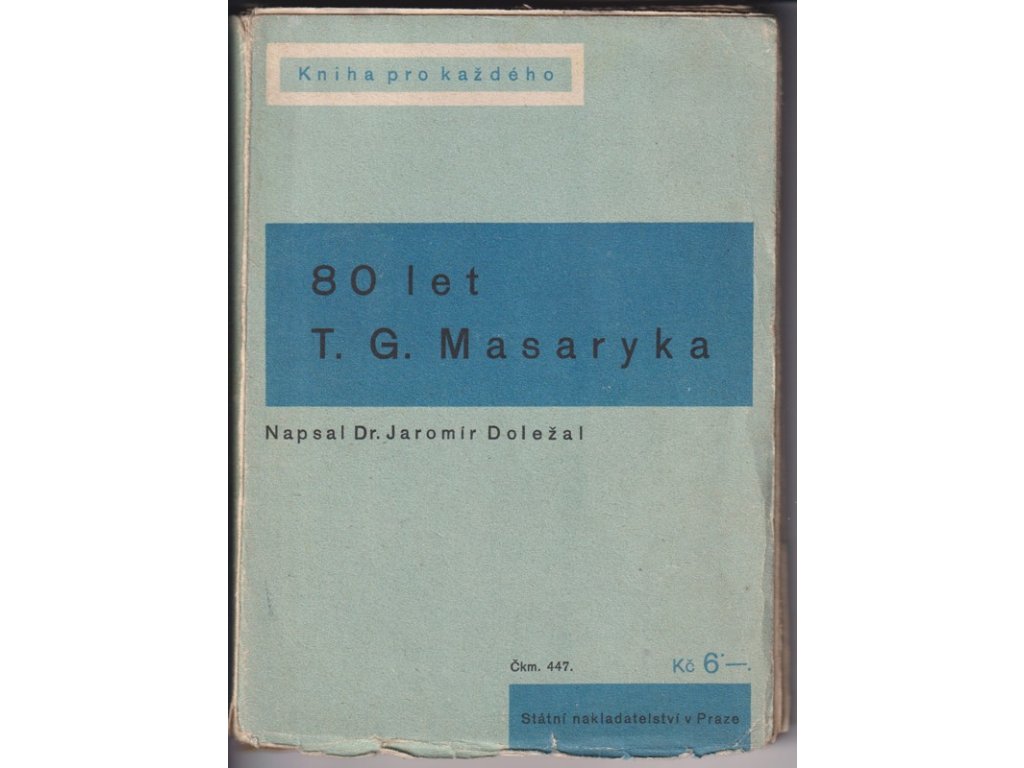 Kniha pro každého
80 let
T. G. Masaryka
Napsal Dr. Jaromír Doležal
Čkm. 447.
Kč 6·—.
Státní nakladatelství v Praze